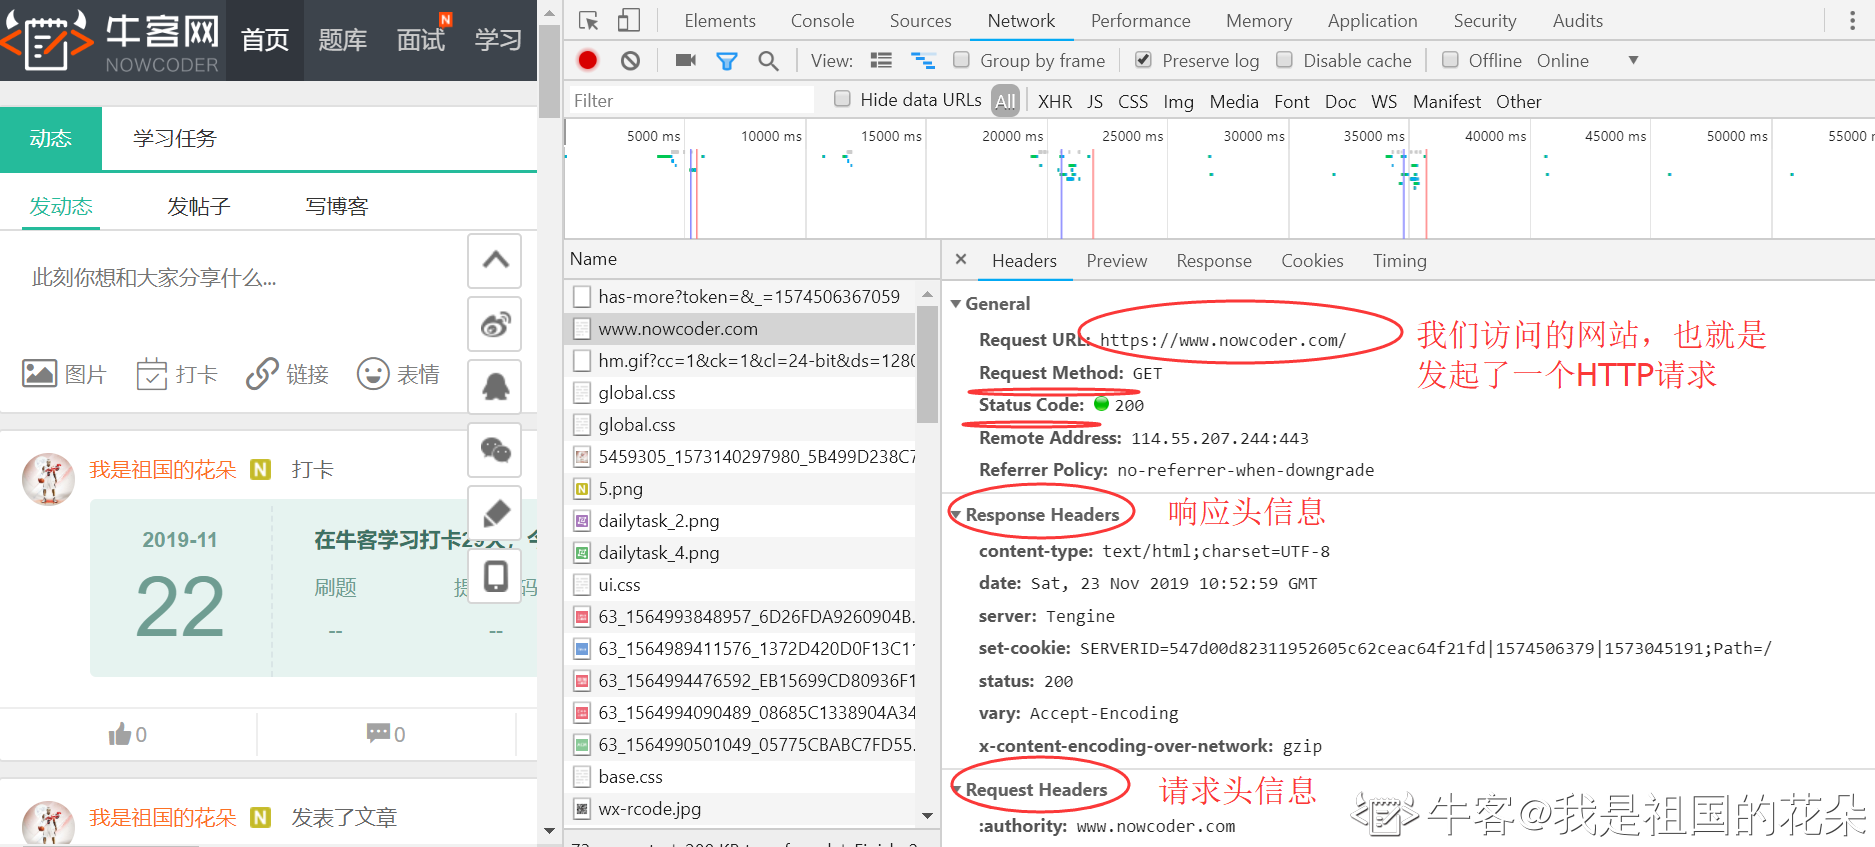 牛客网
NOWCODER
首页
题库
面试
N
学习
动态
学习任务
发动态
发帖子
写博客
此刻你想和大家分享什么...
图片
打卡
链接
表情
我是祖国的花朵 N 打卡
2019-11
22
在牛客学习打卡29天，今
刷题
提
码
--
--
0
0
我是祖国的花朵 N 发表了文章
Elements Console Sources Network Performance Memory Application Security Audits
View: Group by frame Preserve log Disable cache Offline Online
Filter Hide data URLs All XHR JS CSS Img Media Font Doc WS Manifest Other
5000 ms 10000 ms 15000 ms 20000 ms 25000 ms 30000 ms 35000 ms 40000 ms 45000 ms 50000 ms 55000
Name
has-more?token=&_=1574506367059
www.nowcoder.com
hm.gif?cc=1&ck=1&cl=24-bit&ds=1280
global.css
global.css
5459305_1573140297980_5B499D238C7
5.png
dailytask_2.png
dailytask_4.png
ui.css
63_1564993848957_6D26FDA9260904B.
63_1564989411576_1372D420D0F13C11
63_1564994476592_EB15699CD80936F1
63_1564994090489_08685C1338904A34
63_1564990501049_05775CBABC7FD55.
base.css
wx-rcode.jpg
× Headers Preview Response Cookies Timing
General
Request URL: https://www.nowcoder.com/
Request Method: GET
Status Code: 200
Remote Address: 114.55.207.244:443
Referrer Policy: no-referrer-when-downgrade
我们访问的网站，也就是
发起了一个HTTP请求
Response Headers
响应头信息
content-type: text/html;charset=UTF-8
date: Sat, 23 Nov 2019 10:52:59 GMT
server: Tengine
set-cookie: SERVERID=547d00d82311952605c62ceac64f21fd|1574506379|1573045191;Path=/
status: 200
vary: Accept-Encoding
x-content-encoding-over-network: gzip
Request Headers
请求头信息
:authority: www.nowcoder.com
牛客@我是祖国的花朵